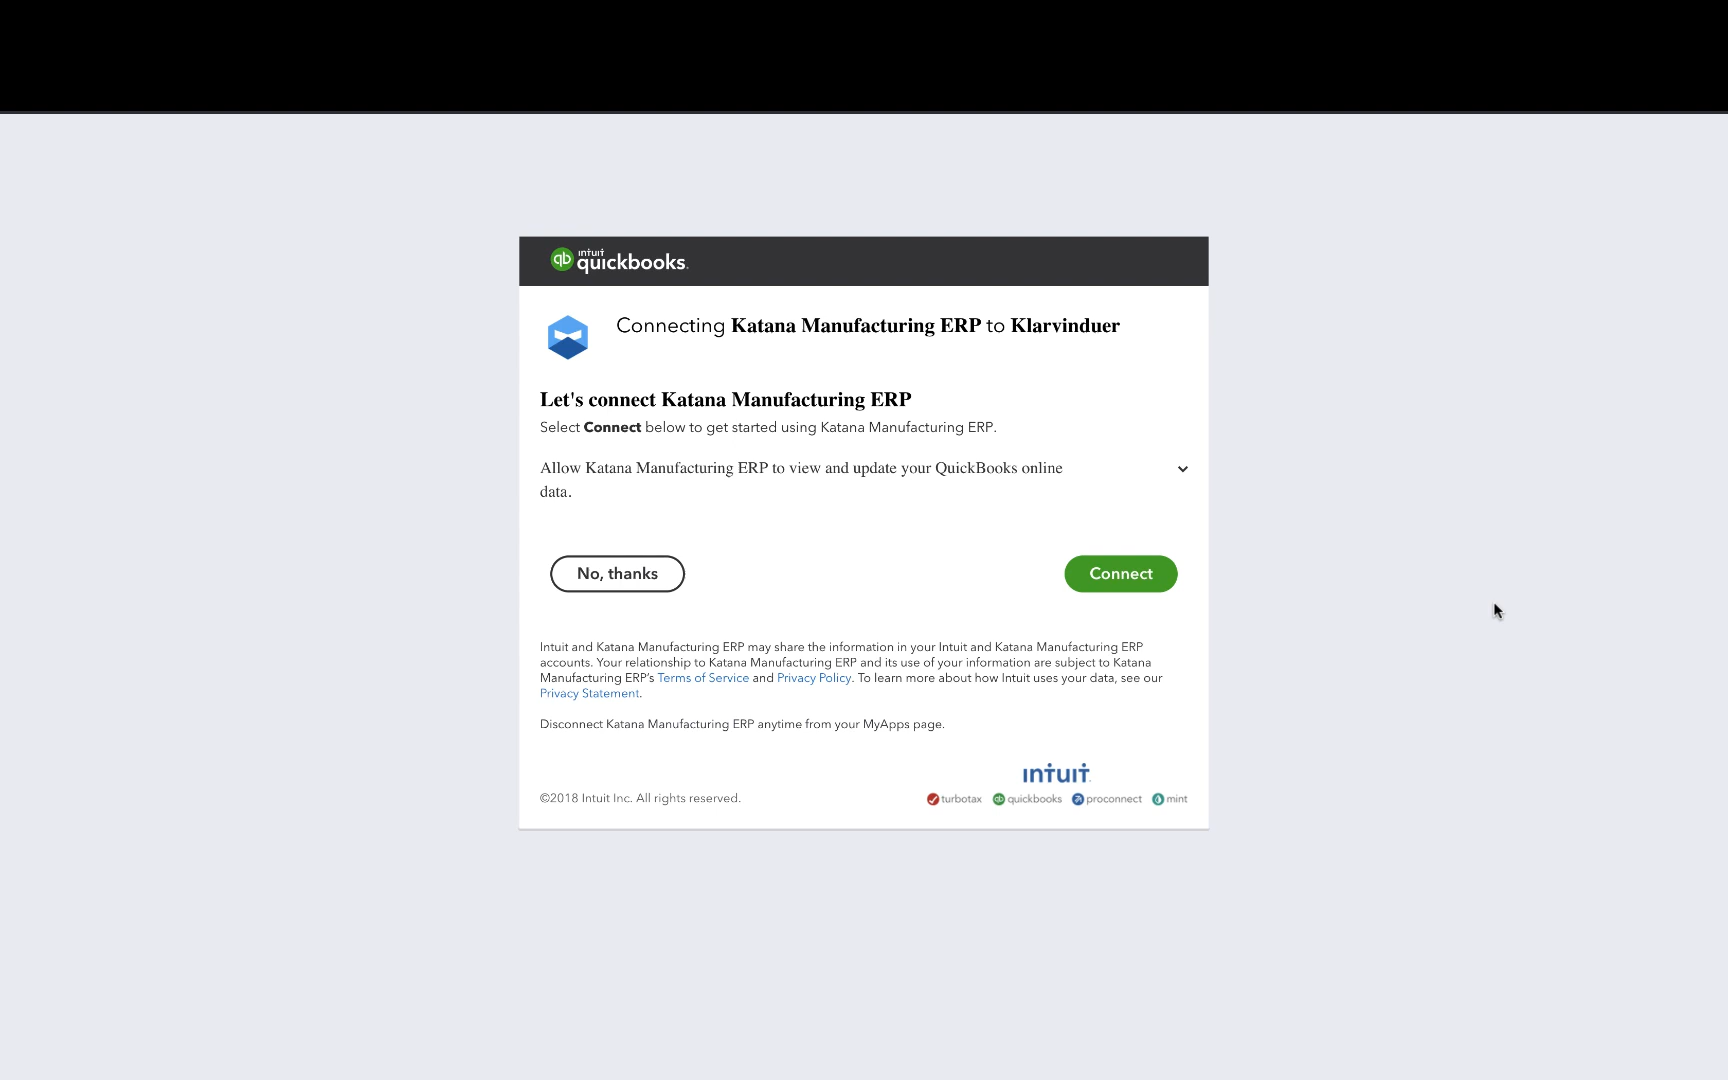 intuit
quickbooks.
Connecting Katana Manufacturing ERP to Klarvinduer
Let's connect Katana Manufacturing ERP
Select Connect below to get started using Katana Manufacturing ERP.
Allow Katana Manufacturing ERP to view and update your QuickBooks online
data.
No, thanks
Connect
Intuit and Katana Manufacturing ERP may share the information in your Intuit and Katana Manufacturing ERP
accounts. Your relationship to Katana Manufacturing ERP and its use of your information are subject to Katana
Manufacturing ERP's Terms of Service and Privacy Policy. To learn more about how Intuit uses your data, see our
Privacy Statement.
Disconnect Katana Manufacturing ERP anytime from your MyApps page.
intuit
©2018 Intuit Inc. All rights reserved.
turbotax qb quickbooks proconnect mint